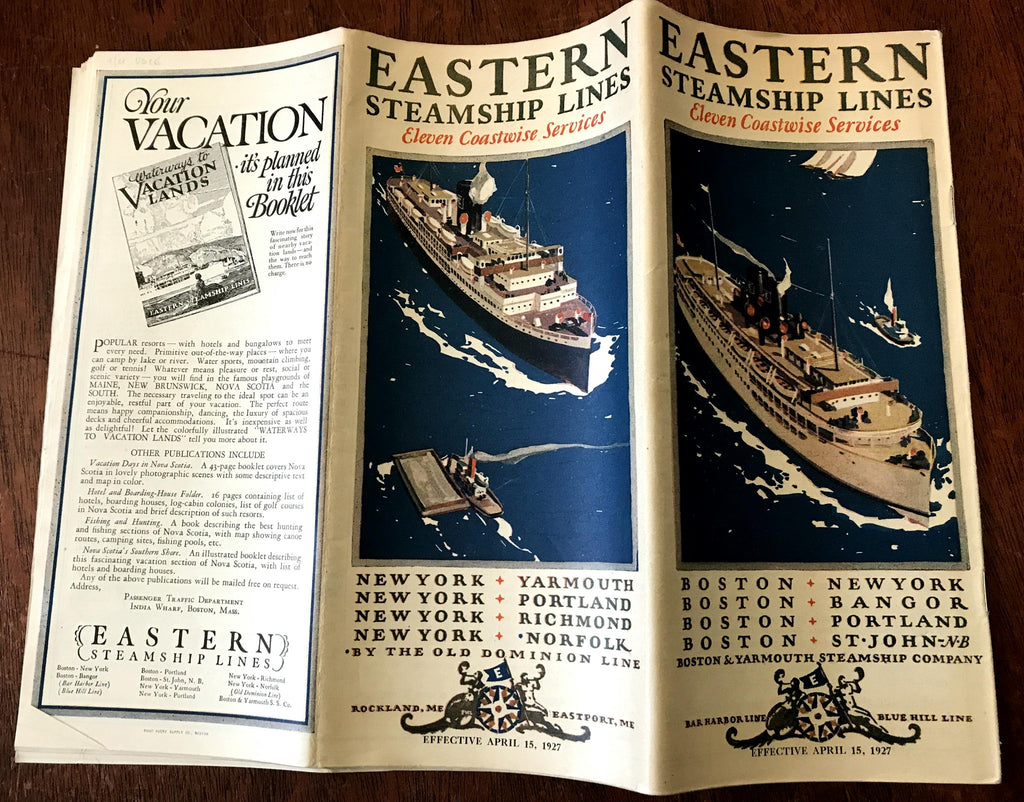 Your
VACATION
it's planned
in this
Booklet
Waterways to
VACATION
LANDS
EASTERN STEAMSHIP LINES
Write now for this
fascinating story
of nearby vaca-
tion lands—and
the way to reach
them. There is no
charge.
POPULAR resorts—with hotels and bungalows to meet
every need. Primitive out-of-the-way places—where you
can camp by lake or river. Water sports, mountain climbing,
golf or tennis! Whatever means pleasure or rest, social or
scenic variety—you will find in the famous playgrounds of
MAINE, NEW BRUNSWICK, NOVA SCOTIA and the
SOUTH. The necessary traveling to the ideal spot can be an
enjoyable, restful part of your vacation. The perfect route
means happy companionship, dancing, the luxury of spacious
decks and cheerful accommodations. It's inexpensive as well
as delightful! Let the colorfully illustrated "WATERWAYS
TO VACATION LANDS" tell you more about it.
OTHER PUBLICATIONS INCLUDE
Vacation Days in Nova Scotia. A 43-page booklet covers Nova
Scotia in lovely photographic scenes with some descriptive text
and map in color.
Hotel and Boarding-House Folder. 16 pages containing list of
hotels, boarding houses, log-cabin colonies, list of golf courses
in Nova Scotia and brief description of such resorts.
Fishing and Hunting. A book describing the best hunting
and fishing sections of Nova Scotia, with map showing canoe
routes, camping sites, fishing pools, etc.
Nova Scotia's Southern Shore. An illustrated booklet describing
this fascinating vacation section of Nova Scotia, with list of
hotels and boarding houses.
Any of the above publications will be mailed free on request.
Address,
PASSENGER TRAFFIC DEPARTMENT
INDIA WHARF, BOSTON, MASS.
EASTERN
STEAMSHIP LINES
Boston - New York
Boston - Bangor
(Bar Harbor Line)
(Blue Hill Line)
Boston - Portland
Boston - St. John, N. B.
New York - Yarmouth
New York - Portland
New York - Richmond
New York - Norfolk
(Old Dominion Line)
Boston & Yarmouth S. S. Co.
EASTERN
STEAMSHIP LINES
Eleven Coastwise Services
NEW YORK + YARMOUTH
NEW YORK + PORTLAND
NEW YORK + RICHMOND
NEW YORK + •NORFOLK
•BY THE OLD DOMINION LINE
E
ROCKLAND, ME
EASTPORT, ME
EFFECTIVE APRIL 15, 1927
EASTERN
STEAMSHIP LINES
Eleven Coastwise Services
BOSTON + NEW YORK
BOSTON + BANGOR
BOSTON + PORTLAND
BOSTON + ST·JOHN-N·B
BOSTON & YARMOUTH STEAMSHIP COMPANY
E
BAR HARBOR LINE
BLUE HILL LINE
EFFECTIVE APRIL 15, 1927